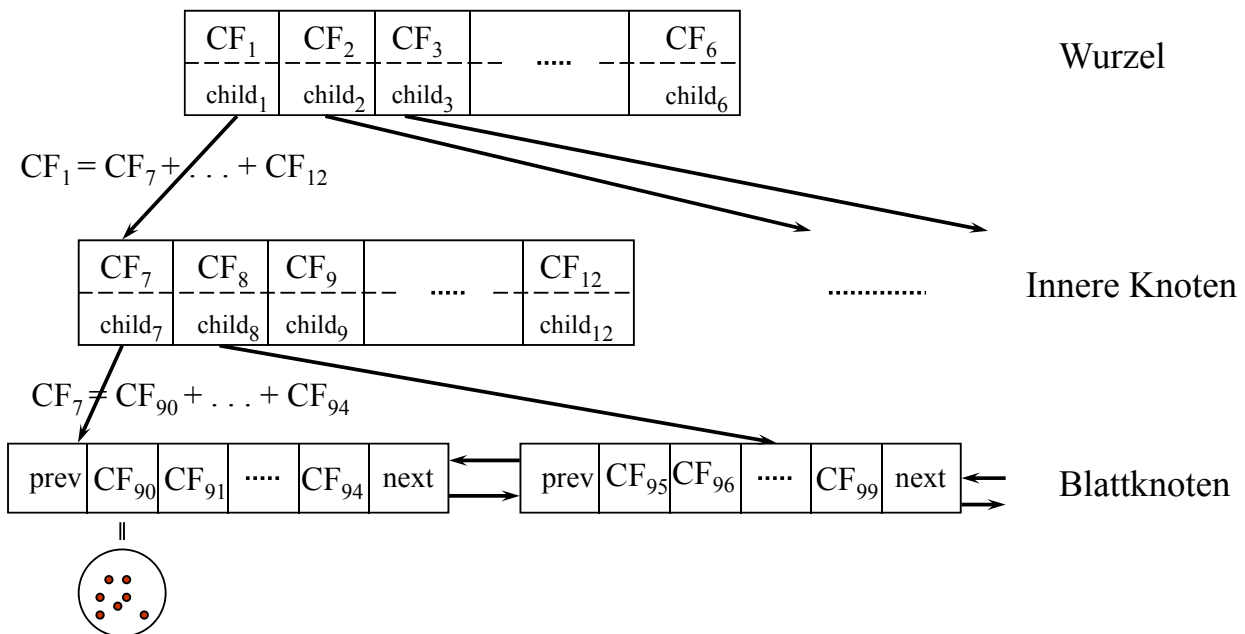 CF₁ CF₂ CF₃ ..... CF₆ Wurzel
child₁ child₂ child₃ child₆
CF₁ = CF₇ + . . . + CF₁₂
CF₇ CF₈ CF₉ ..... CF₁₂ .............. Innere Knoten
child₇ child₈ child₉ child₁₂
CF₇ = CF₉₀ + . . . + CF₉₄
prev CF₉₀ CF₉₁ ..... CF₉₄ next prev CF₉₅ CF₉₆ ..... CF₉₉ next Blattknoten
=